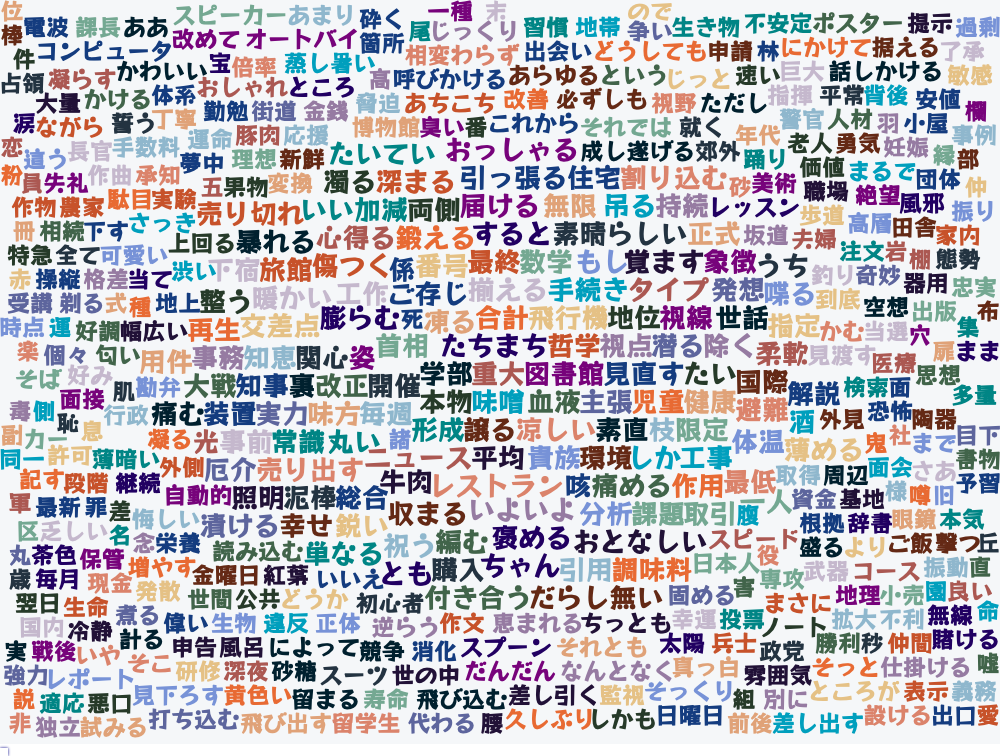 位 電波 課長 ああ スピーカー あまり 砕く 一種 末 ので
棒 改めて オートバイ 箇所 尾 じっくり 習慣 地帯 争い 生き物 不安定 ポスター 提示 過剰
件 コンピュータ 宝 倍率 蒸し暑い 相変わらず 出会い どうしても 申請 林 にかけて 据える 了承
占領 凝らす かわいい おしゃれ ところ 高 呼びかける あらゆる という じっと 速い 巨大 話しかける 敏感
大量 かける 体系 勤勉 街道 金銭 脅迫 あちこち 改善 必ずしも 視野 ただし 指揮 平常 背後 安値 欄
涙 ながら 誓う 丁寧 運命 豚肉 応援 博物館 臭い 番 これから それでは 就く 年代 警官 人材 羽 小屋 事例
恋 違う 長官 手数料 夢中 理想 新鮮 たいてい おっしゃる 成し遂げる 郊外 踊り 老人 勇気 妊娠 縁 部
粉 員 失礼 作曲 承知 五 果物 変換 濁る 深まる 引っ張る 住宅 割り込む 砂 美術 価値 まるで 団体 仲
作物 農家 駄目 実験 売り切れ いい加減 両側 届ける 無限 吊る 持続 レッスン 職場 絶望 風邪 振り
冊 相続 下す さっき 上回る 暴れる 心得る 鍛える すると 素晴らしい 正式 坂道 夫婦 歩道 高層 田舎 家内
特急 全て 可愛い 渋い 下宿 旅館 傷つく 係 番号 最終 数学 もし 覚ます 象徴 うち 注文 岩 棚 態勢
赤 操縦 格差 当て 整う 暖かい 工作 ご存じ 揃える 手続き タイプ 発想 喋る 釣り 奇妙 器用 忠実
受講 剃る 式 種 地上 膨らむ 死 凍る 合計 飛行機 地位 視線 世話 到底 空想 出版 布
時点 運 好調 幅広い 再生 交差点 首相 たちまち 哲学 視点 潜る 除く 指定 かむ 当選 穴 集
楽 個々 匂い 用件 事務 知恵 関心 姿 柔軟 見渡す 医療 扉 まま
そば 好み 肌 勘弁 大戦 知事 裏 改正 開催 学部 重大 図書館 見直す たい 国際 解説 検索 面 思想 多量
毒 側 面接 恥 行政 痛む 装置 実力 味方 毎週 本物 味噌 血液 主張 児童 健康 避難 酒 外見 恐怖 陶器
副 カー 息 凝る 光 事前 常識 丸い 諸 形成 譲る 涼しい 素直 枝 限定 体温 薄める 鬼 社 まで 目下
同一 許可 薄暗い 外側 厄介 売り出す ニュース 平均 貴族 環境 しか 工事 書物
記す 段階 継続 自動的 照明 泥棒 総合 牛肉 レストラン 咳 痛める 作用 最低 取得 周辺 面会 さあ 予習
軍 最新 罪 差 悔しい 漬ける 幸せ 鋭い 収まる いよいよ 分析 課題 取引 腹 人 資金 基地 様 噂 旧
区 乏しい 名 念 栄養 読み込む 単なる 祝う 編む 褒める おとなしい スピード 根拠 辞書 眼鏡 本気
丸 茶色 保管 増やす 金曜日 紅葉 いいえ とも 購入 ちゃん 引用 調味料 日本人 役 盛る より ご飯 撃つ 丘
歳 毎月 現金 発散 世間 公共 どうか 初心者 付き合う だらし無い 固める 害 専攻 武器 コース 振動 直
翌日 生命 煮る 偉い 生物 違反 正体 逆らう 作文 恵まれる ちっとも 幸運 投票 まさに 地理 小売 園 良い
国内 冷静 計る 申告 風呂 によって 競争 消化 スプーン それとも 太陽 兵士 ノート 拡大 不利 無線 命
実 戦後 いや そこ 研修 深夜 砂糖 スーツ 世の中 だんだん なんとなく 真っ白 雰囲気 政党 勝利 秒 仲間 賭ける
強力 レポート 見下ろす 黄色い 留まる 寿命 飛び込む 差し引く 監視 そっくり 組 別に そっと 仕掛ける 嘘
説 適応 悪口 打ち込む 飛び出す 留学生 代わる 腰 久しぶり しかも 日曜日 ところが 表示 義務
非 独立 試みる 前後 差し出す 設ける 出口 愛